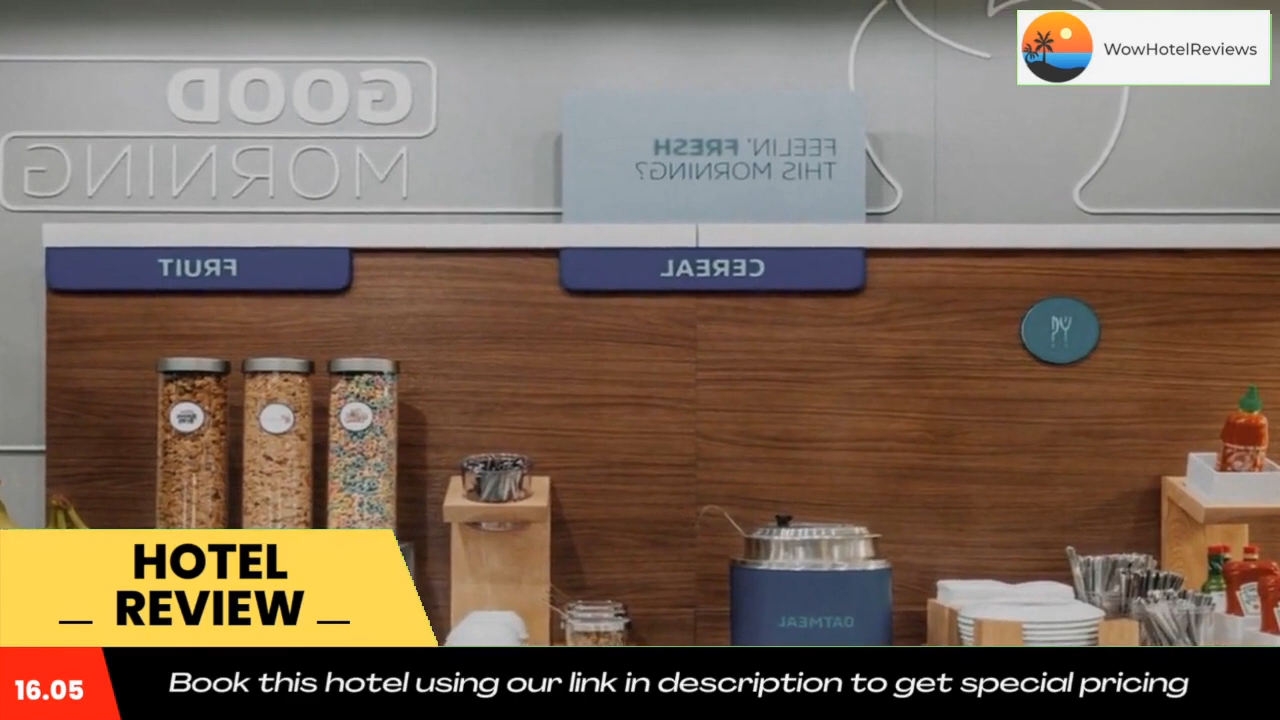 WowHotelReviews
GOOD
MORNING
FEELIN' FRESH
THIS MORNING?
FRUIT
CEREAL
OATMEAL
HOTEL
REVIEW
16.05
Book this hotel using our link in description to get special pricing